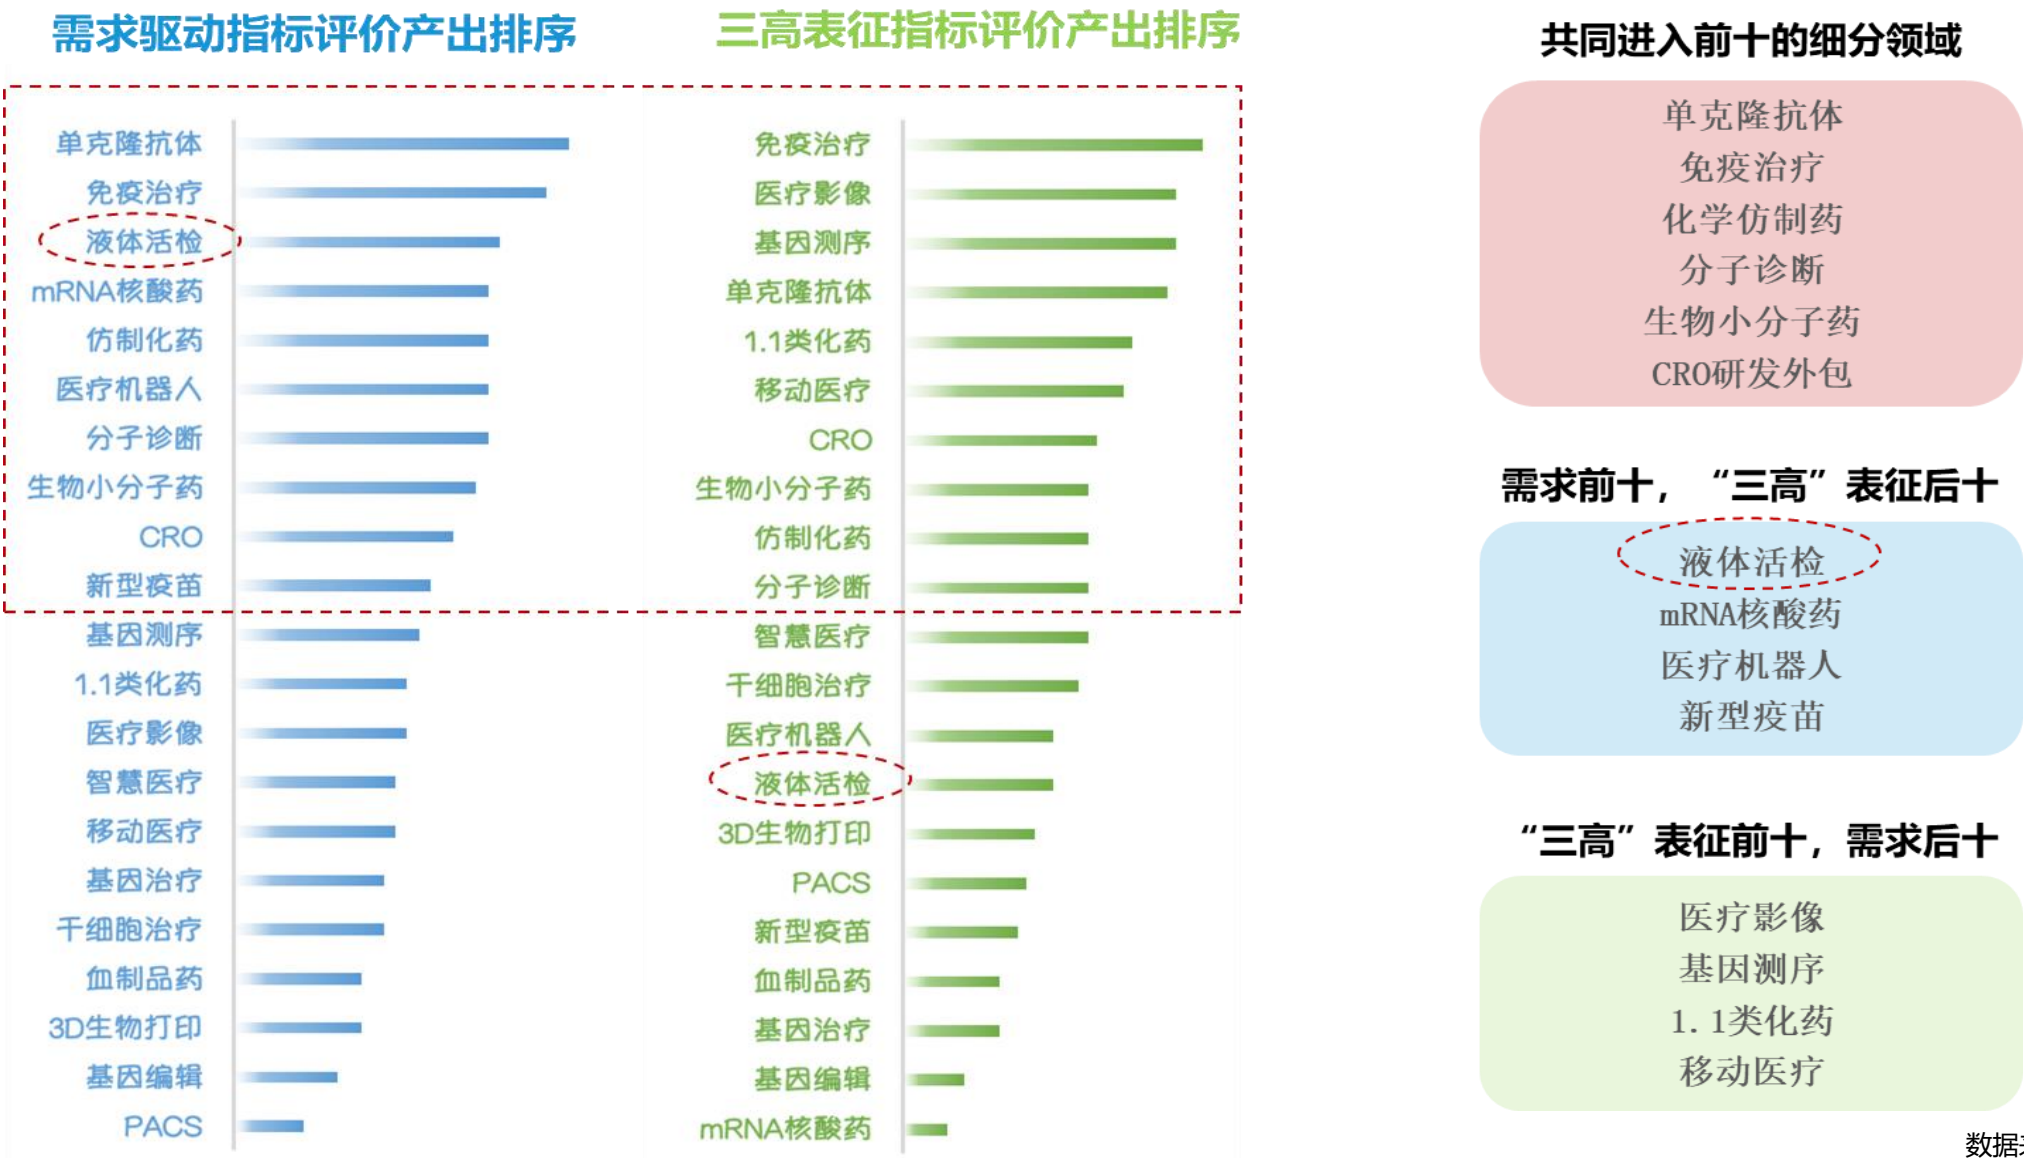 需求驱动指标评价产出排序
单克隆抗体
免疫治疗
液体活检
mRNA核酸药
仿制化药
医疗机器人
分子诊断
生物小分子药
CRO
新型疫苗
基因测序
1.1类化药
医疗影像
智慧医疗
移动医疗
基因治疗
干细胞治疗
血制品药
3D生物打印
基因编辑
PACS
三高表征指标评价产出排序
免疫治疗
医疗影像
基因测序
单克隆抗体
1.1类化药
移动医疗
CRO
生物小分子药
仿制化药
分子诊断
智慧医疗
干细胞治疗
医疗机器人
液体活检
3D生物打印
PACS
新型疫苗
血制品药
基因治疗
基因编辑
mRNA核酸药
共同进入前十的细分领域
单克隆抗体
免疫治疗
化学仿制药
分子诊断
生物小分子药
CRO研发外包
需求前十，“三高”表征后十
液体活检
mRNA核酸药
医疗机器人
新型疫苗
“三高”表征前十，需求后十
医疗影像
基因测序
1.1类化药
移动医疗
数据